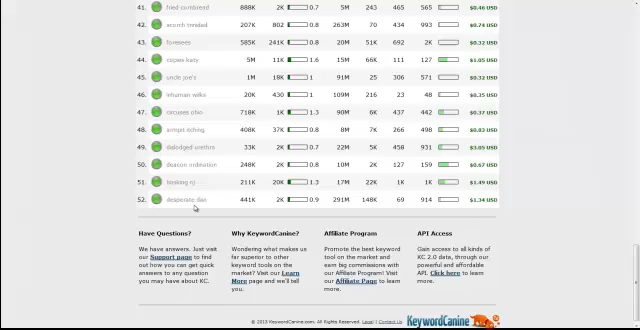 41. fried cornbread 888K 2K 0.7 5M 243 465 565 $0.46 USD
42. scorch trinidad 207K 802 0.8 263M 70 434 993 $0.74 USD
43. foresees 585K 241K 0.8 20M 51K 692 2K $0.32 USD
44. copies katy 5M 11K 1.6 15M 66K 111 127 $1.05 USD
45. uncle joe's 1M 18K 1 91M 25 306 571 $0.32 USD
46. inhuman wilks 20K 430 1 109M 216 23 48 $0.35 USD
47. circuses ohio 718K 1K 1.3 90M 6K 437 442 $0.37 USD
48. armpit itching 408K 37K 0.8 8M 7K 266 498 $0.83 USD
49. dislodged urethra 33K 2K 0.7 22M 5K 458 931 $3.05 USD
50. deacon ordination 248K 2K 0.8 10M 2K 127 159 $0.67 USD
51. nj 211K 20K 1.3 17M 22K 1K 1K $1.49 USD
52. desperate dan 441K 2K 0.9 291M 148K 69 914 $1.34 USD
Have Questions?
We have answers. Just visit
our Support page to find
out how you can get quick
answers to any question
you may have about KC.
Why KeywordCanine?
Wondering what makes us
far superior to other
keyword tools on the
market? Visit our Learn
More page and we'll tell
you.
Affiliate Program
Promote the best keyword
tool on the market and
earn big commissions with
our Affiliate Program! Visit
our Affiliate Page to learn
more.
API Access
Gain access to all kinds of
KC 2.0 data, through our
powerful and affordable
API. Click here to learn
more.
© 2013 KeywordCanine.com. All Rights Reserved. Legal | Contact Us
KeywordCanine